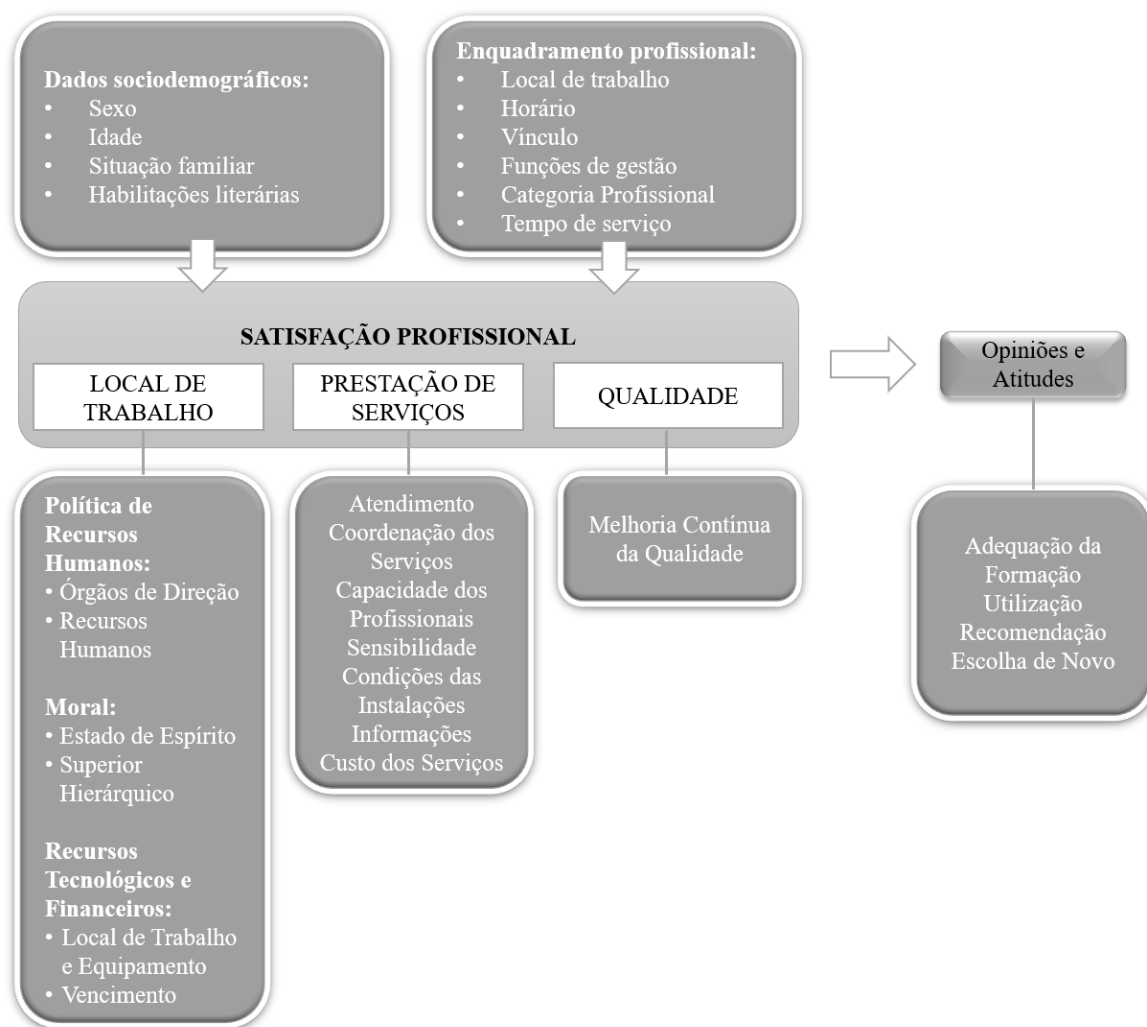 Dados sociodemográficos:
• Sexo
• Idade
• Situação familiar
• Habilitações literárias
Enquadramento profissional:
• Local de trabalho
• Horário
• Vínculo
• Funções de gestão
• Categoria Profissional
• Tempo de serviço
SATISFAÇÃO PROFISSIONAL
LOCAL DE
TRABALHO
PRESTAÇÃO DE
SERVIÇOS
QUALIDADE
Opiniões e
Atitudes
Política de
Recursos
Humanos:
• Órgãos de Direção
• Recursos
Humanos
Moral:
• Estado de Espírito
• Superior
Hierárquico
Recursos
Tecnológicos e
Financeiros:
• Local de Trabalho
e Equipamento
• Vencimento
Atendimento
Coordenação dos
Serviços
Capacidade dos
Profissionais
Sensibilidade
Condições das
Instalações
Informações
Custo dos Serviços
Melhoria Contínua
da Qualidade
Adequação da
Formação
Utilização
Recomendação
Escolha de Novo